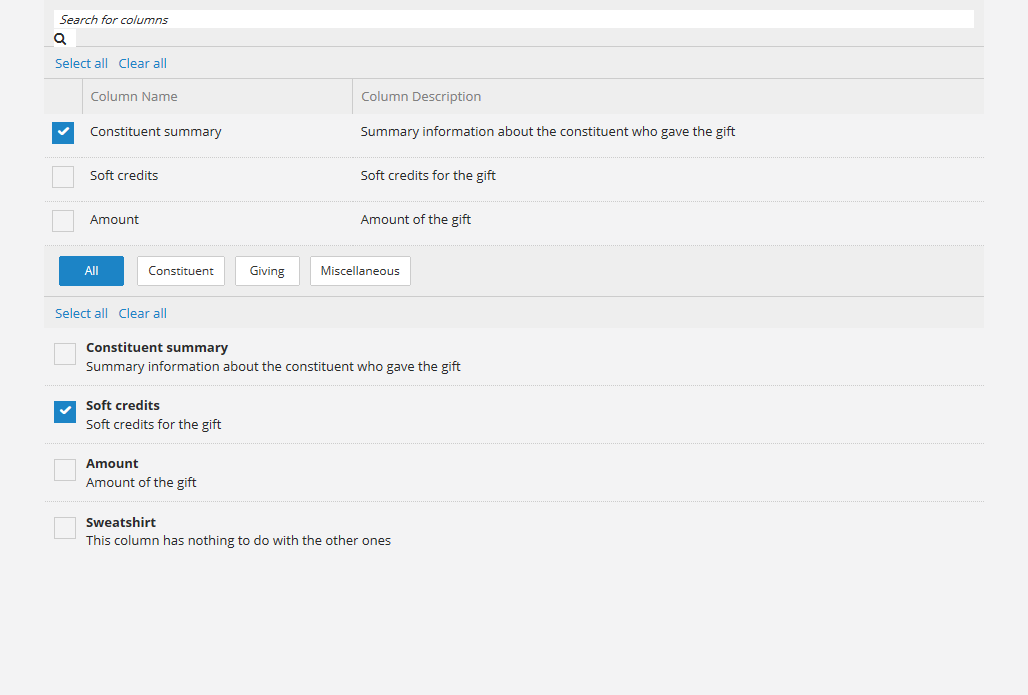 Search for columns
Select all Clear all
Column Name Column Description
Constituent summary Summary information about the constituent who gave the gift
Soft credits Soft credits for the gift
Amount Amount of the gift
All Constituent Giving Miscellaneous
Select all Clear all
Constituent summary
Summary information about the constituent who gave the gift
Soft credits
Soft credits for the gift
Amount
Amount of the gift
Sweatshirt
This column has nothing to do with the other ones